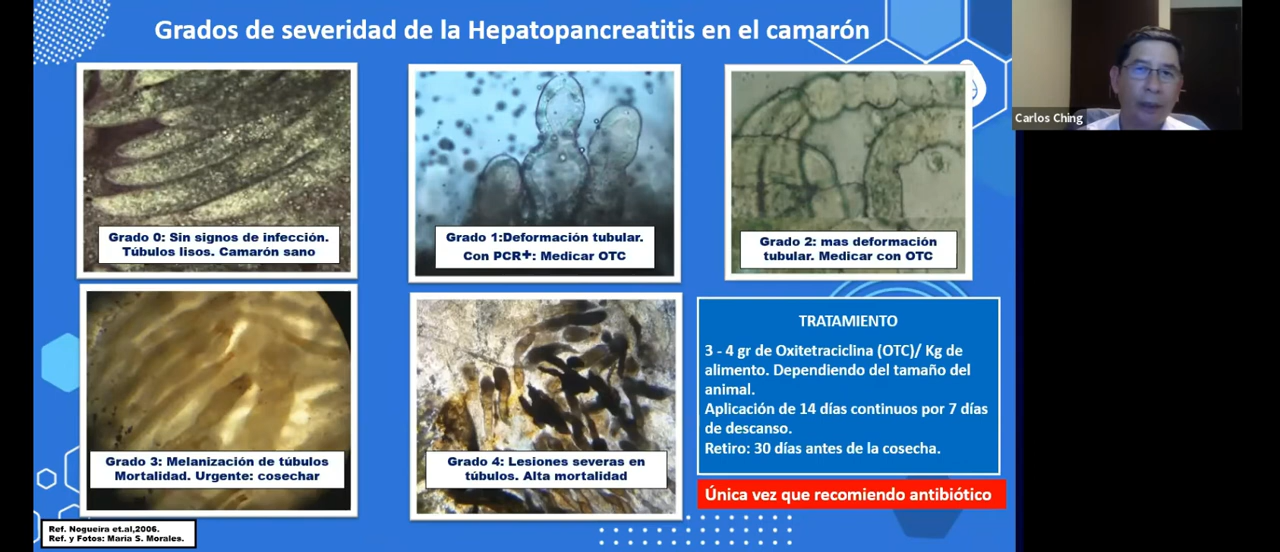 Grados de severidad de la Hepatopancreatitis en el camarón
Carlos Ching
Grado 0: Sin signos de infección.
Túbulos lisos. Camarón sano
Grado 1:Deformación tubular.
Con PCR+: Medicar OTC
Grado 2: mas deformación
tubular. Medicar con OTC
Grado 3: Melanización de túbulos
Mortalidad. Urgente: cosechar
Grado 4: Lesiones severas en
túbulos. Alta mortalidad
TRATAMIENTO
3 - 4 gr de Oxitetraciclina (OTC)/ Kg de
alimento. Dependiendo del tamaño del
animal.
Aplicación de 14 días continuos por 7 días
de descanso.
Retiro: 30 días antes de la cosecha.
Única vez que recomiendo antibiótico
Ref. Nogueira et.al,2006.
Ref. y Fotos: Maria S. Morales.